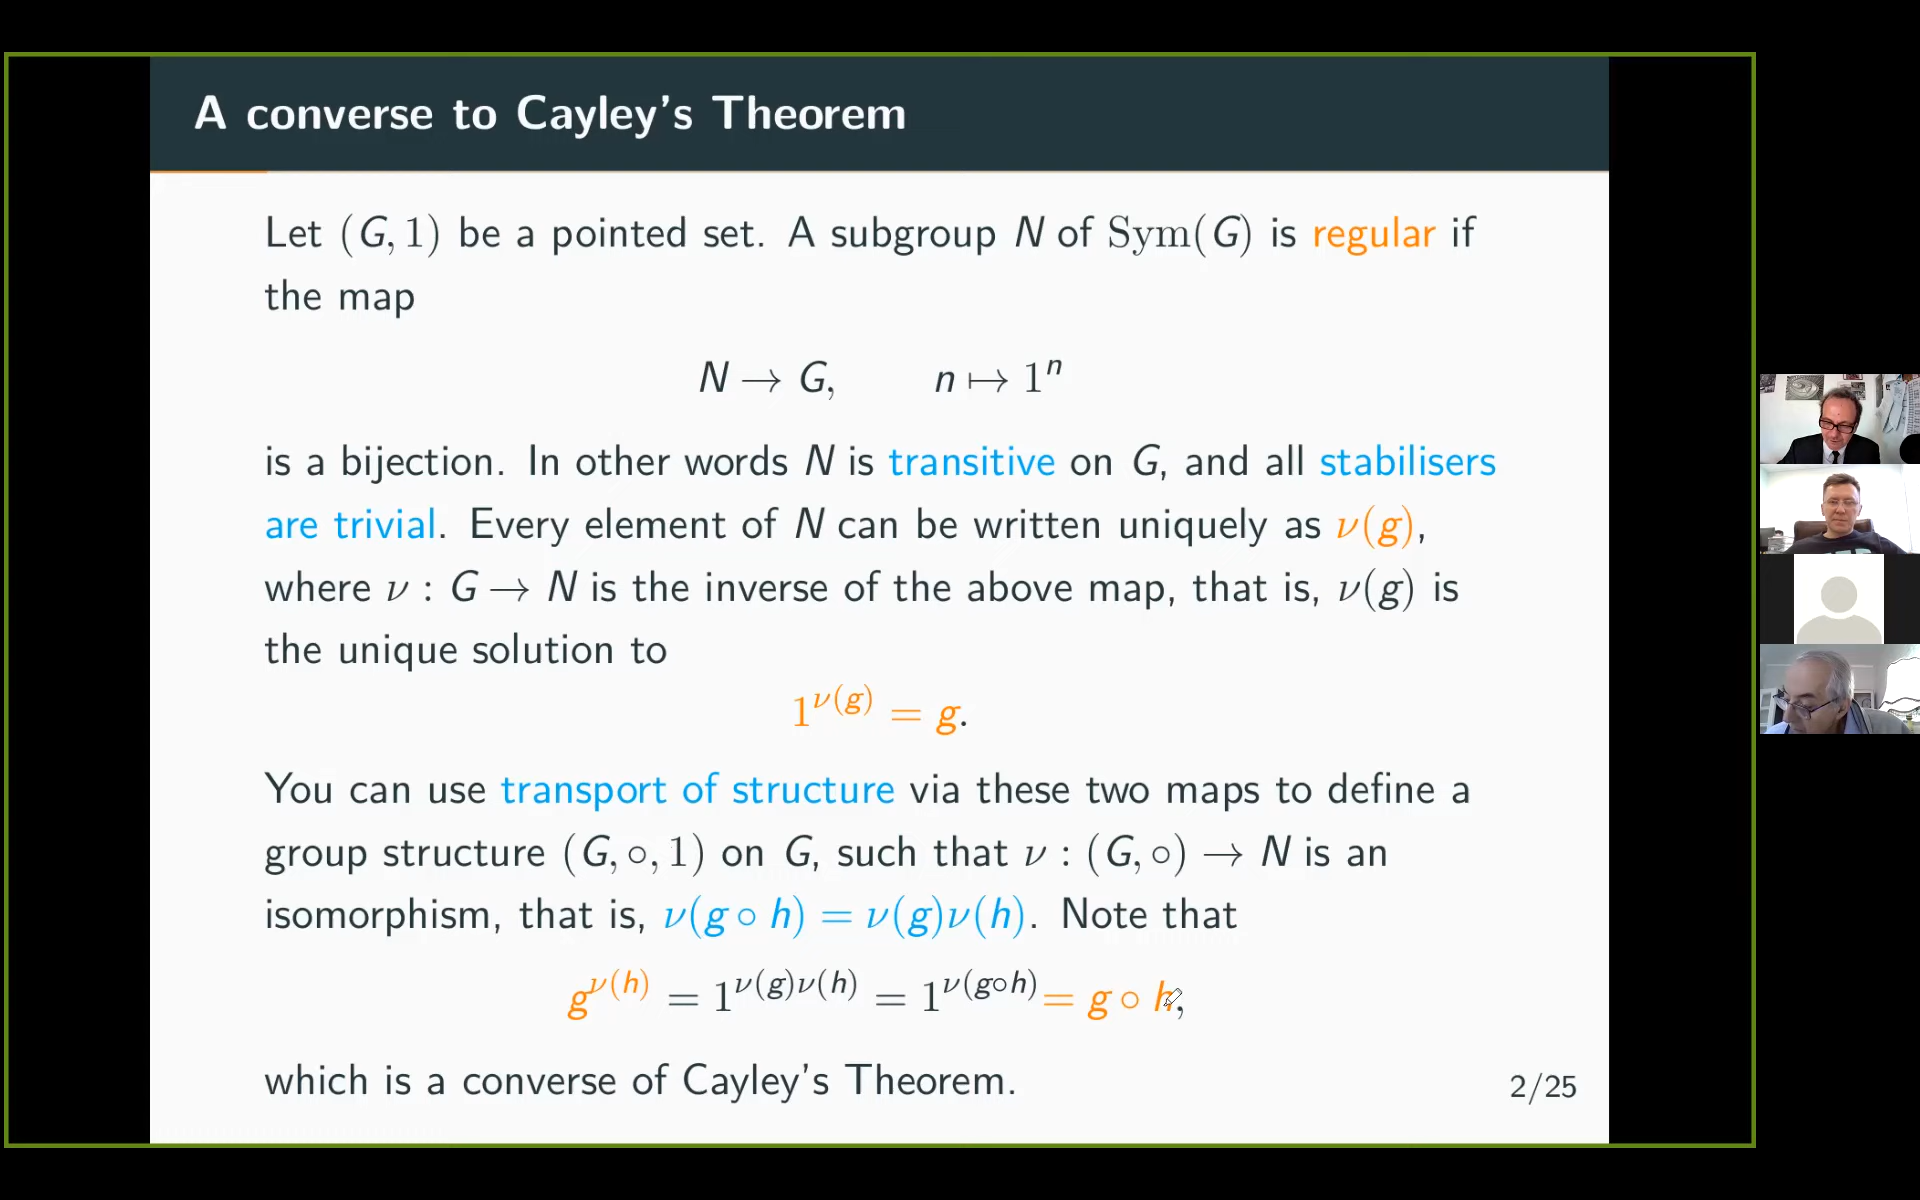 A converse to Cayley's Theorem
Let (G, 1) be a pointed set. A subgroup N of Sym(G) is regular if
the map
N → G, n ↦ 1ⁿ
is a bijection. In other words N is transitive on G, and all stabilisers
are trivial. Every element of N can be written uniquely as ν(g),
where ν : G → N is the inverse of the above map, that is, ν(g) is
the unique solution to
1^{ν(g)} = g.
You can use transport of structure via these two maps to define a
group structure (G, ∘, 1) on G, such that ν : (G, ∘) → N is an
isomorphism, that is, ν(g ∘ h) = ν(g)ν(h). Note that
g^{ν(h)} = 1^{ν(g)ν(h)} = 1^{ν(g∘h)} = g ∘ h,
which is a converse of Cayley's Theorem.
2/25